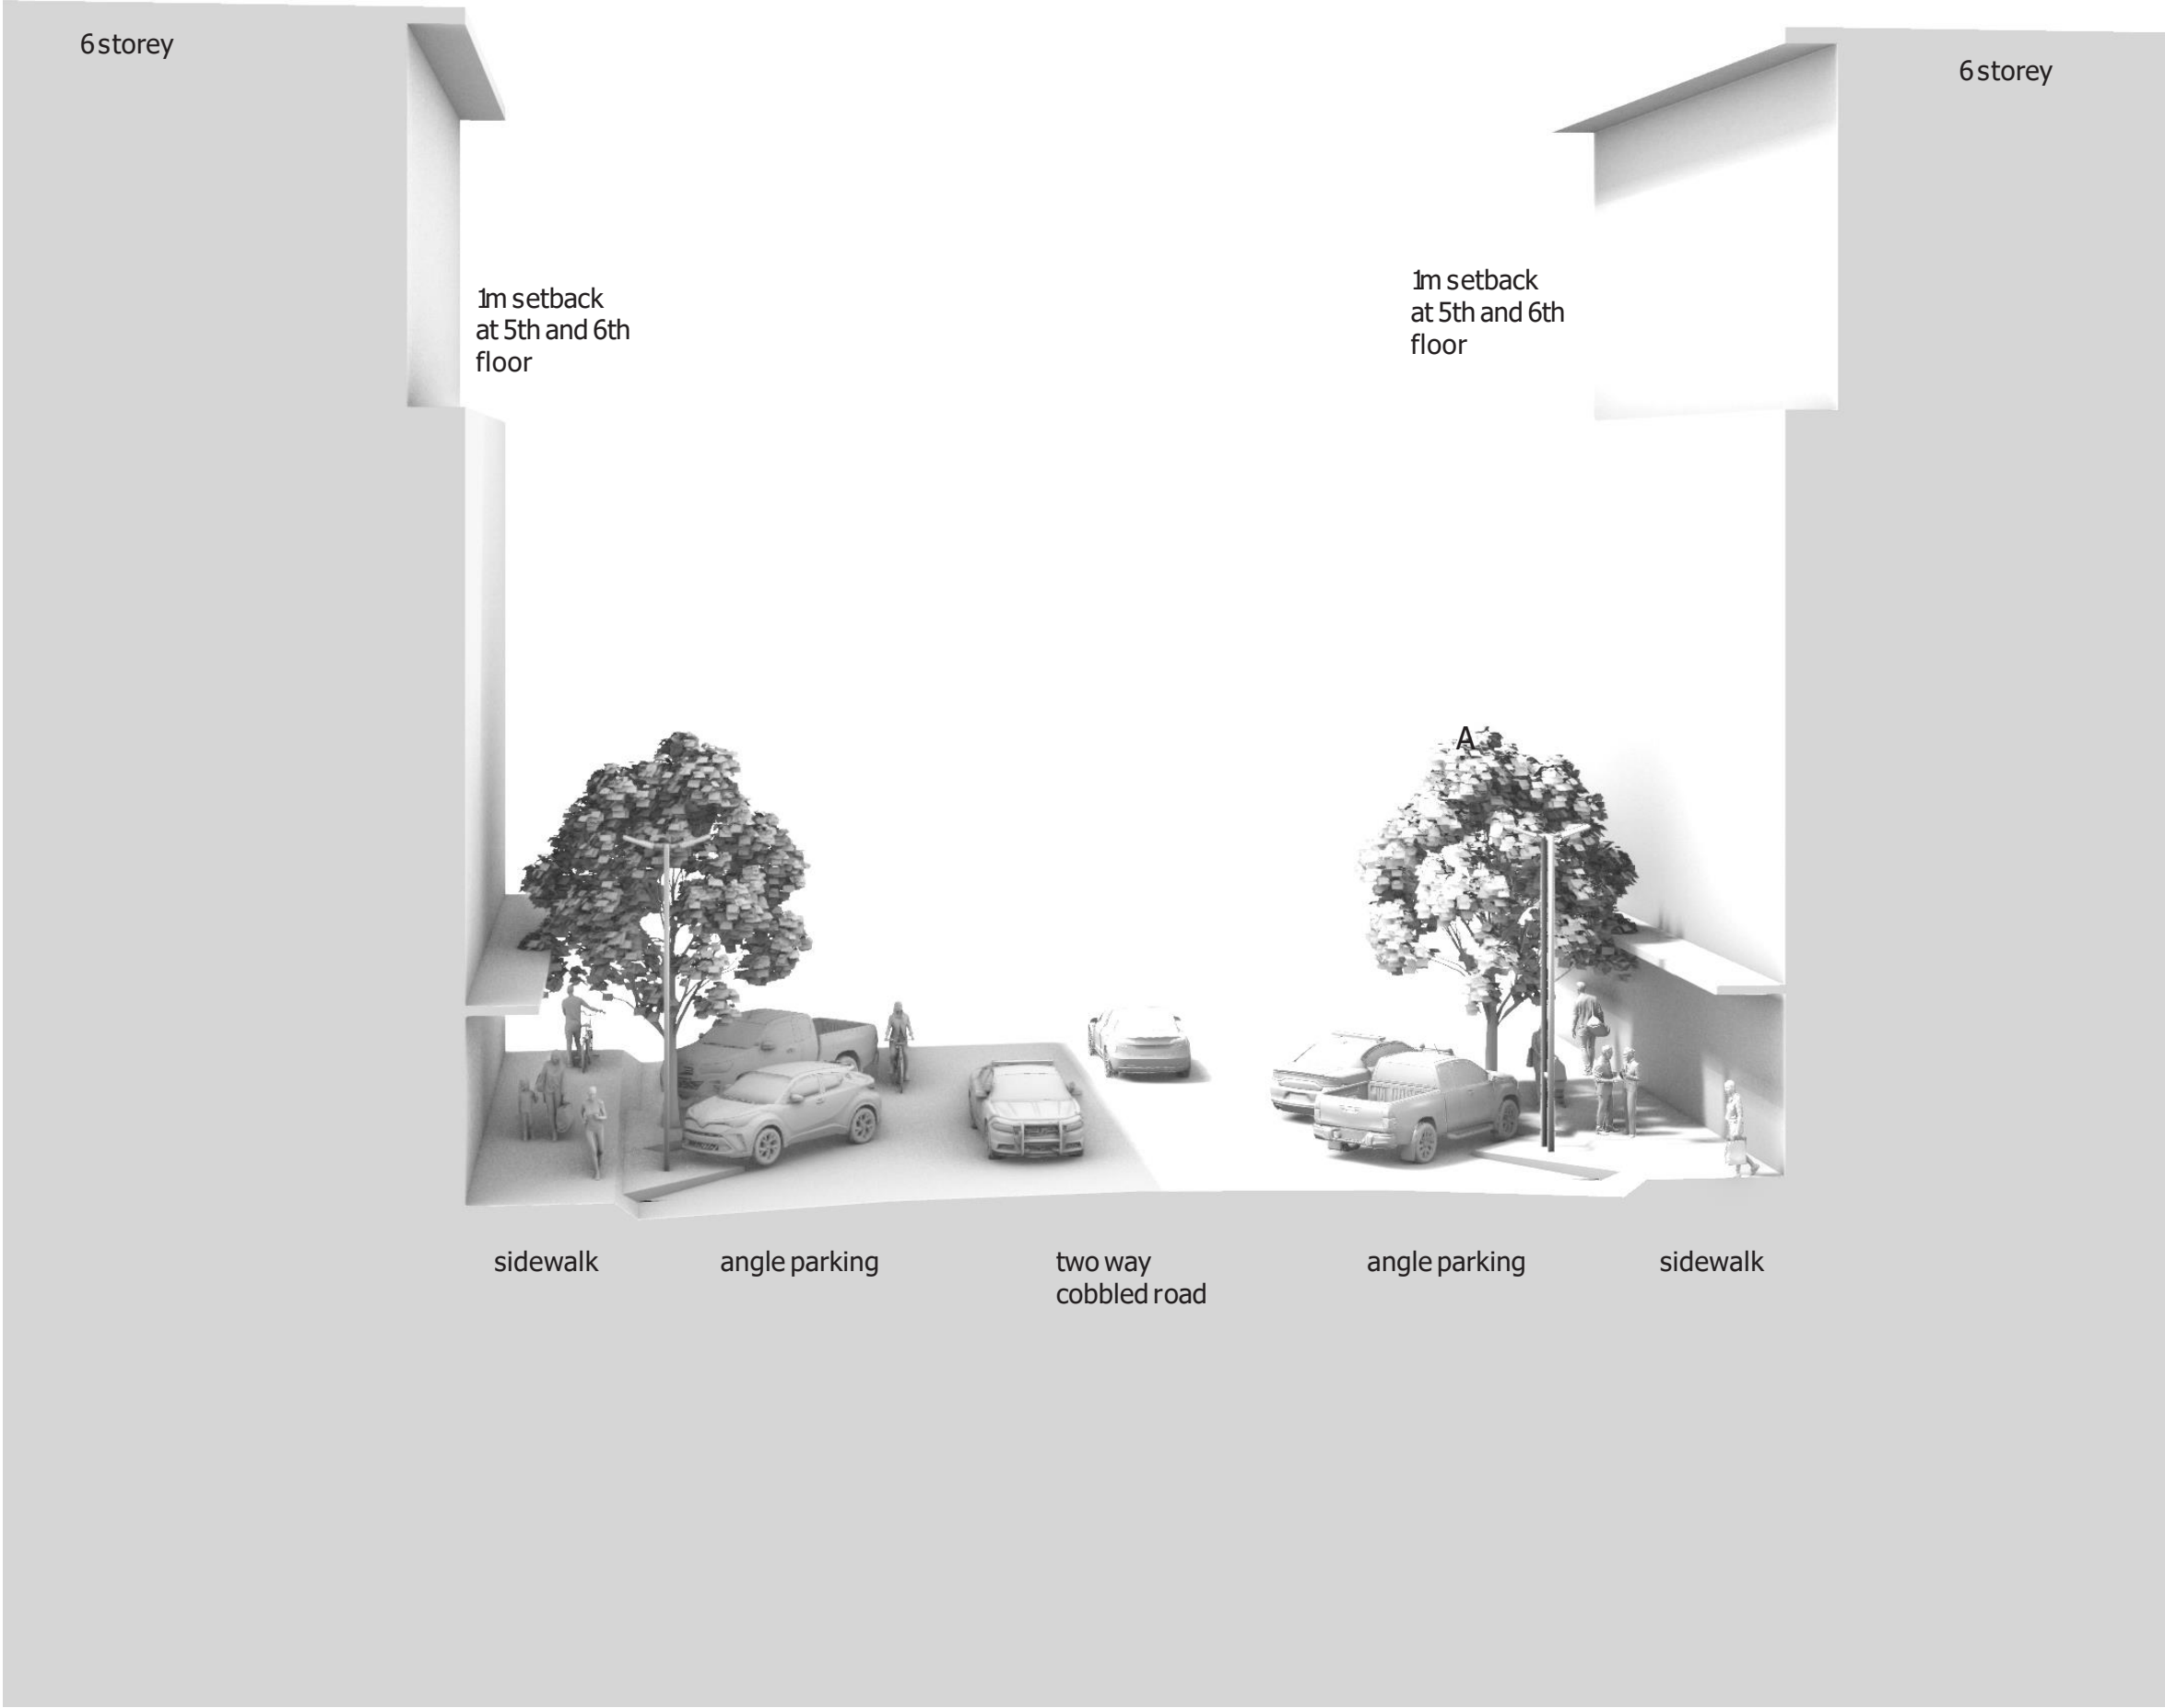 6 storey
6 storey
1m setback
at 5th and 6th
floor
1m setback
at 5th and 6th
floor
A
sidewalk
angle parking
two way
cobbled road
angle parking
sidewalk